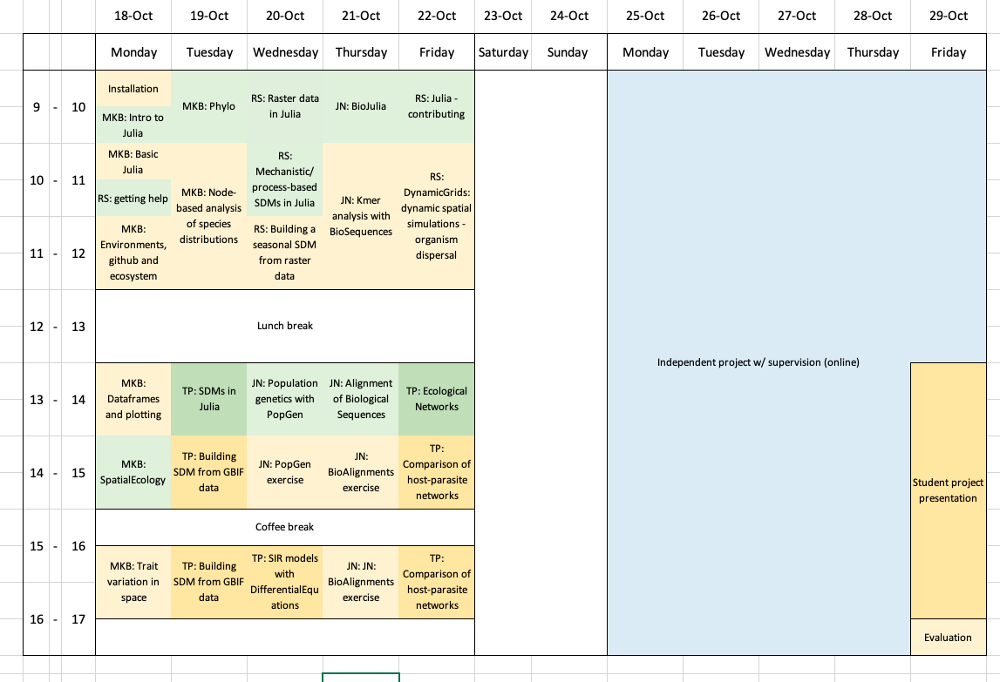 18-Oct 19-Oct 20-Oct 21-Oct 22-Oct 23-Oct 24-Oct 25-Oct 26-Oct 27-Oct 28-Oct 29-Oct
Monday Tuesday Wednesday Thursday Friday Saturday Sunday Monday Tuesday Wednesday Thursday Friday
9 - 10
Installation
MKB: Intro to
Julia
MKB: Phylo
RS: Raster data
in Julia
JN: BioJulia
RS: Julia -
contributing
10 - 11
MKB: Basic
Julia
RS: getting help
MKB: Node-
based analysis
of species
distributions
RS:
Mechanistic/
process-based
SDMs in Julia
JN: Kmer
analysis with
BioSequences
RS:
DynamicGrids:
dynamic spatial
simulations -
organism
dispersal
11 - 12
MKB:
Environments,
github and
ecosystem
RS: Building a
seasonal SDM
from raster
data
12 - 13
Lunch break
Independent project w/ supervision (online)
13 - 14
MKB:
Dataframes
and plotting
TP: SDMs in
Julia
JN: Population
genetics with
PopGen
JN: Alignment
of Biological
Sequences
TP: Ecological
Networks
14 - 15
MKB:
SpatialEcology
TP: Building
SDM from GBIF
data
JN: PopGen
exercise
JN:
BioAlignments
exercise
TP:
Comparison of
host-parasite
networks
Student project
presentation
Coffee break
15 - 16
MKB: Trait
variation in
space
TP: Building
SDM from GBIF
data
TP: SIR models
with
DifferentialEqu
ations
JN: JN:
BioAlignments
exercise
TP:
Comparison of
host-parasite
networks
16 - 17
Evaluation